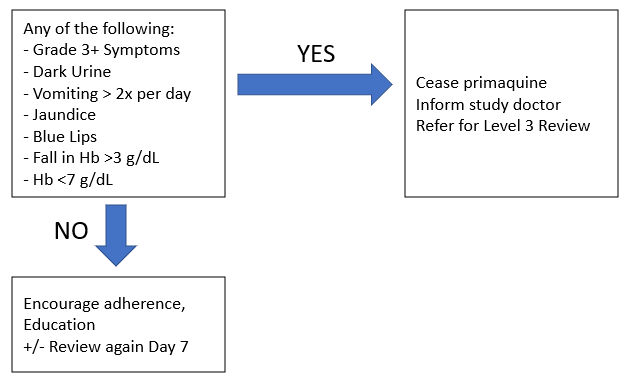 Any of the following:
- Grade 3+ Symptoms
- Dark Urine
- Vomiting > 2x per day
- Jaundice
- Blue Lips
- Fall in Hb >3 g/dL
- Hb <7 g/dL
YES
Cease primaquine
Inform study doctor
Refer for Level 3 Review
NO
Encourage adherence,
Education
+/- Review again Day 7